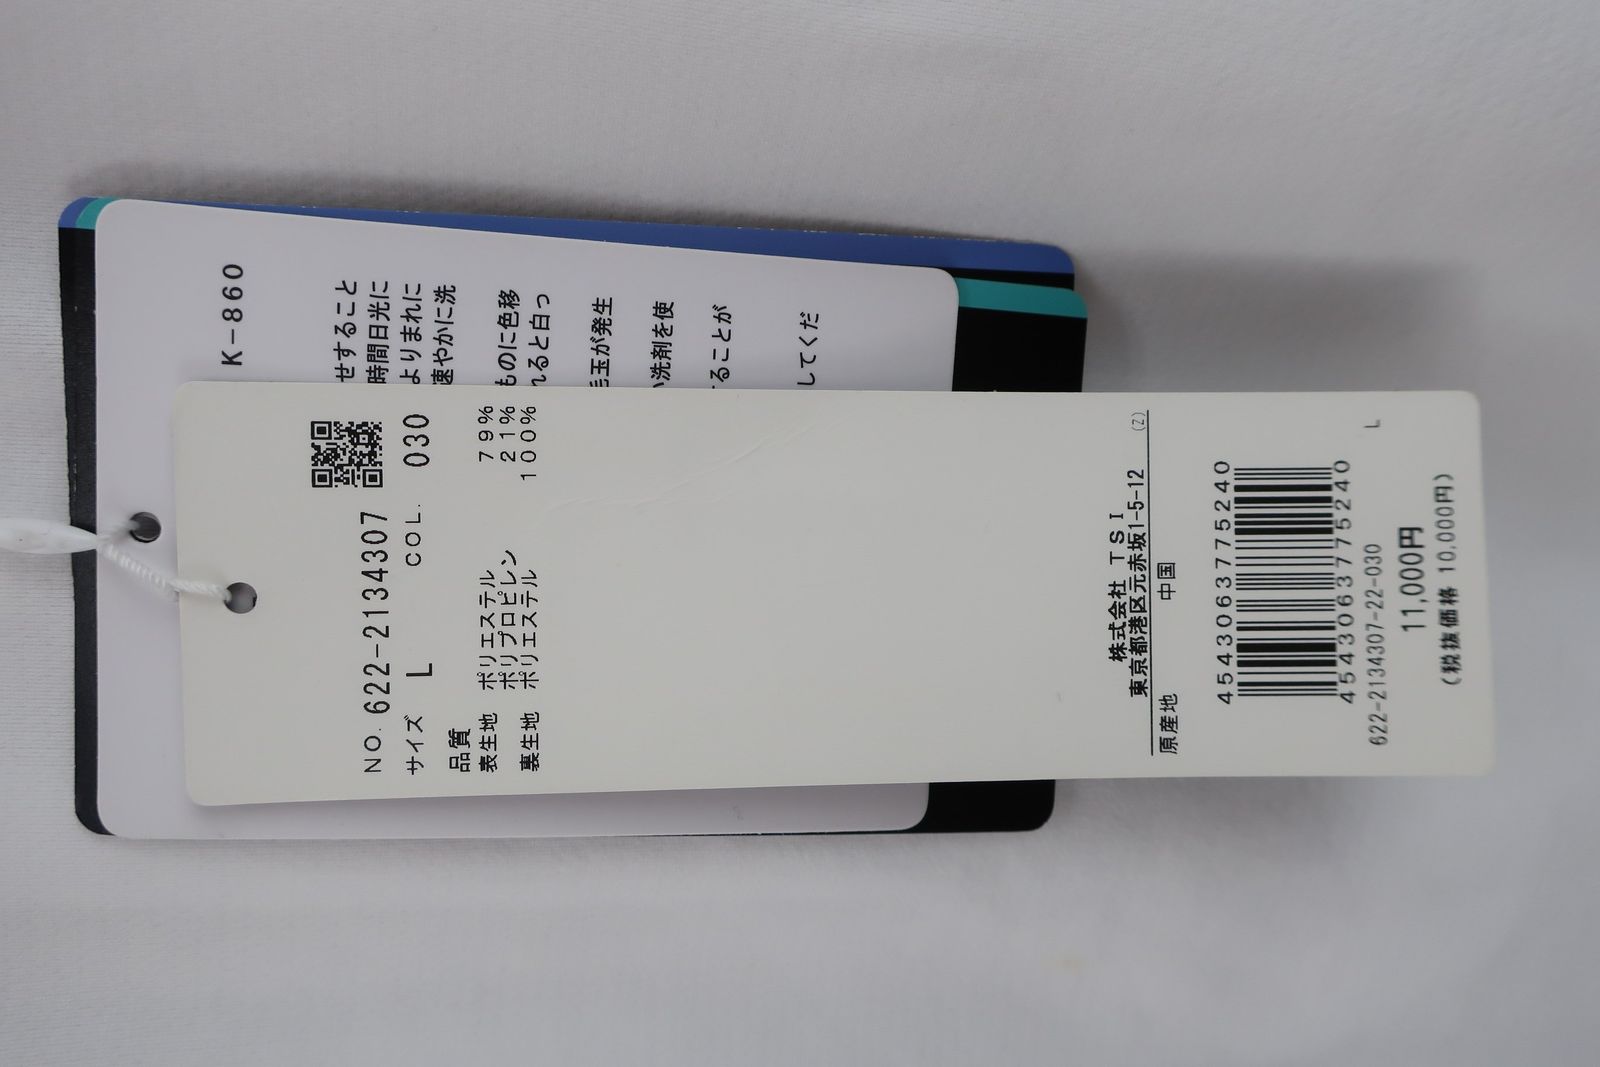 NO. 622-2134307
サイズ L COL. 030
品質
表生地 ポリエステル 79%
ポリプロピレン 21%
裏生地 ポリエステル 100%
株式会社 TSI
東京都港区元赤坂1-5-12 (Z)
原産地 中国
4543063775240
4543063775240
622-2134307-22-030 L
11,000円
(税抜価格 10,000円)
K-860
せすること
時間日光に
よりまれに
速やかに洗
ものに色移
れると白っ
毛玉が発生
い洗剤を使
することが
してくだ